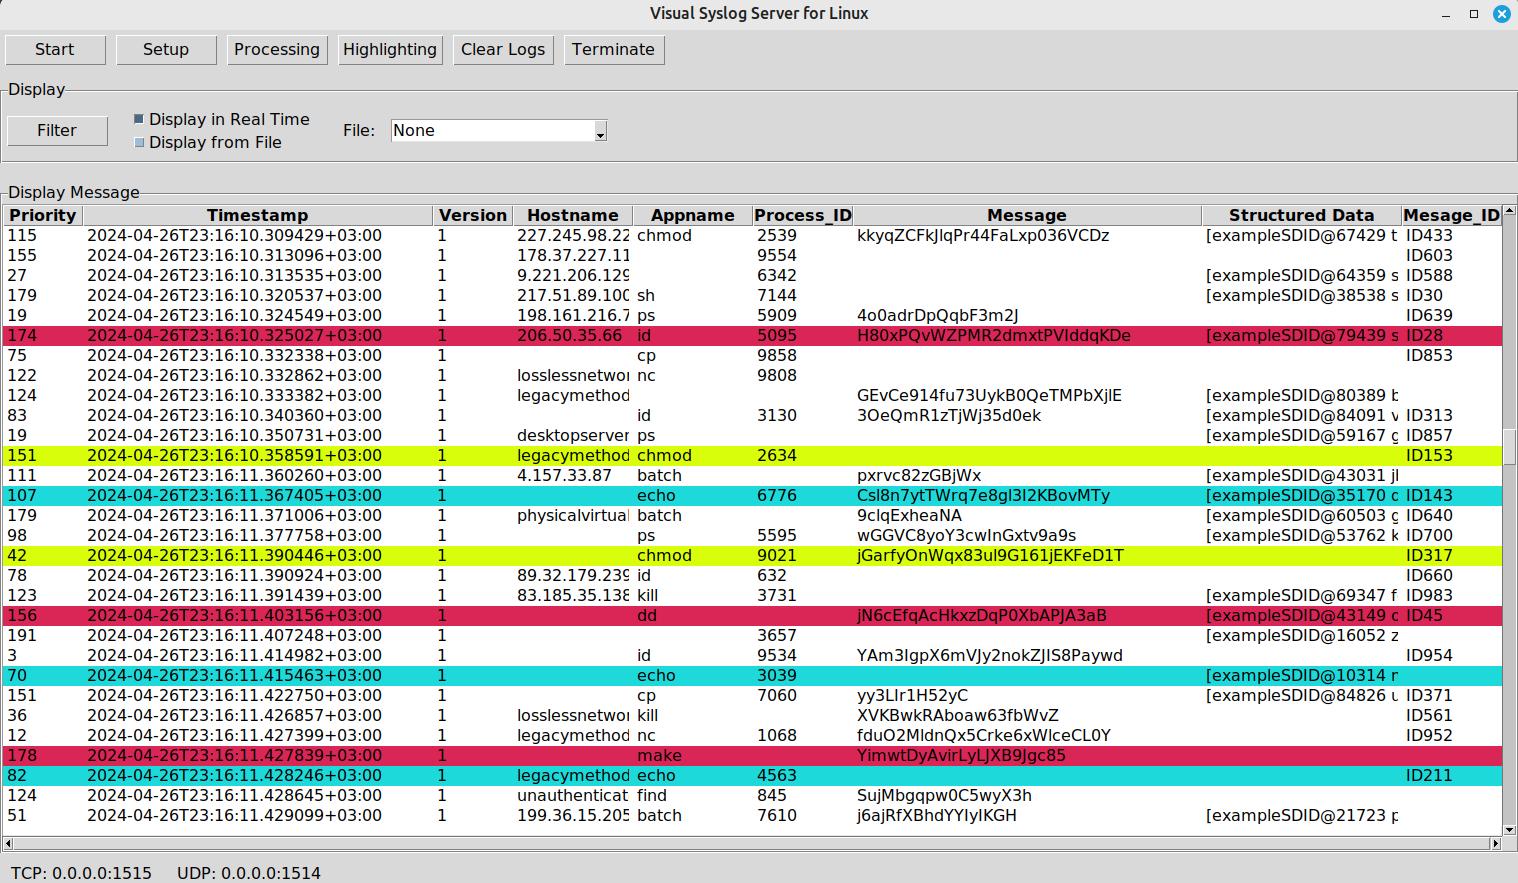 Visual Syslog Server for Linux
Start Setup Processing Highlighting Clear Logs Terminate
Display
Filter
Display in Real Time
Display from File
File: None
Display Message
Priority Timestamp Version Hostname Appname Process_ID Message Structured Data Mesage_ID
115 2024-04-26T23:16:10.309429+03:00 1 227.245.98.22 chmod 2539 kkyqZCFkJlqPr44FaLxp036VCDz [exampleSDID@67429 t ID433
155 2024-04-26T23:16:10.313096+03:00 1 178.37.227.11 9554 ID603
27 2024-04-26T23:16:10.313535+03:00 1 9.221.206.129 6342 [exampleSDID@64359 s ID588
179 2024-04-26T23:16:10.320537+03:00 1 217.51.89.100 sh 7144 [exampleSDID@38538 s ID30
19 2024-04-26T23:16:10.324549+03:00 1 198.161.216.7 ps 5909 4o0adrDpQqbF3m2J ID639
174 2024-04-26T23:16:10.325027+03:00 1 206.50.35.66 id 5095 H80xPQvWZPMR2dmxtPVIddqKDe [exampleSDID@79439 s ID28
75 2024-04-26T23:16:10.332338+03:00 1 cp 9858 ID853
122 2024-04-26T23:16:10.332862+03:00 1 losslessnetwor nc 9808
124 2024-04-26T23:16:10.333382+03:00 1 legacymethod GEvCe914fu73UykB0QeTMPbXjlE [exampleSDID@80389 b
83 2024-04-26T23:16:10.340360+03:00 1 id 3130 3OeQmR1zTjWj35d0ek [exampleSDID@84091 v ID313
19 2024-04-26T23:16:10.350731+03:00 1 desktopserver ps [exampleSDID@59167 g ID857
151 2024-04-26T23:16:10.358591+03:00 1 legacymethod chmod 2634 ID153
111 2024-04-26T23:16:11.360260+03:00 1 4.157.33.87 batch pxrvc82zGBjWx [exampleSDID@43031 jl
107 2024-04-26T23:16:11.367405+03:00 1 echo 6776 Csl8n7ytTWrq7e8gl3I2KBovMTy [exampleSDID@35170 ID143
179 2024-04-26T23:16:11.371006+03:00 1 physicalvirtual batch 9clqExheaNA [exampleSDID@60503 g ID640
98 2024-04-26T23:16:11.377758+03:00 1 ps 5595 wGGVC8yoY3cwInGxtv9a9s [exampleSDID@53762 k ID700
42 2024-04-26T23:16:11.390446+03:00 1 chmod 9021 jGarfyOnWqx83ul9G161jEKFeD1T ID317
78 2024-04-26T23:16:11.390924+03:00 1 89.32.179.239 id 632 ID660
123 2024-04-26T23:16:11.391439+03:00 1 83.185.35.138 kill 3731 [exampleSDID@69347 f ID983
156 2024-04-26T23:16:11.403156+03:00 1 dd jN6cEfqAcHkxzDqP0XbAPJA3aB [exampleSDID@43149 ID45
191 2024-04-26T23:16:11.407248+03:00 1 3657 [exampleSDID@16052 z
3 2024-04-26T23:16:11.414982+03:00 1 id 9534 YAm3IgpX6mVJy2nokZJIS8Paywd ID954
70 2024-04-26T23:16:11.415463+03:00 1 echo 3039 [exampleSDID@10314
151 2024-04-26T23:16:11.422750+03:00 1 cp 7060 yy3LIr1H52yC [exampleSDID@84826 u ID371
36 2024-04-26T23:16:11.426857+03:00 1 losslessnetwor kill XVKBwkRAboaw63fbWvZ ID561
12 2024-04-26T23:16:11.427399+03:00 1 legacymethod nc 1068 fduO2MldnQx5Crke6xWlceCL0Y ID952
178 2024-04-26T23:16:11.427839+03:00 1 make YimwtDyAvirLyLJXB9Jgc85
82 2024-04-26T23:16:11.428246+03:00 1 legacymethod echo 4563 ID211
124 2024-04-26T23:16:11.428645+03:00 1 unauthenticat find 845 SujMbgqpw0C5wyX3h
51 2024-04-26T23:16:11.429099+03:00 1 199.36.15.205 batch 7610 j6ajRfXBhdYYIyIKGH [exampleSDID@21723 p
TCP: 0.0.0.0:1515 UDP: 0.0.0.0:1514